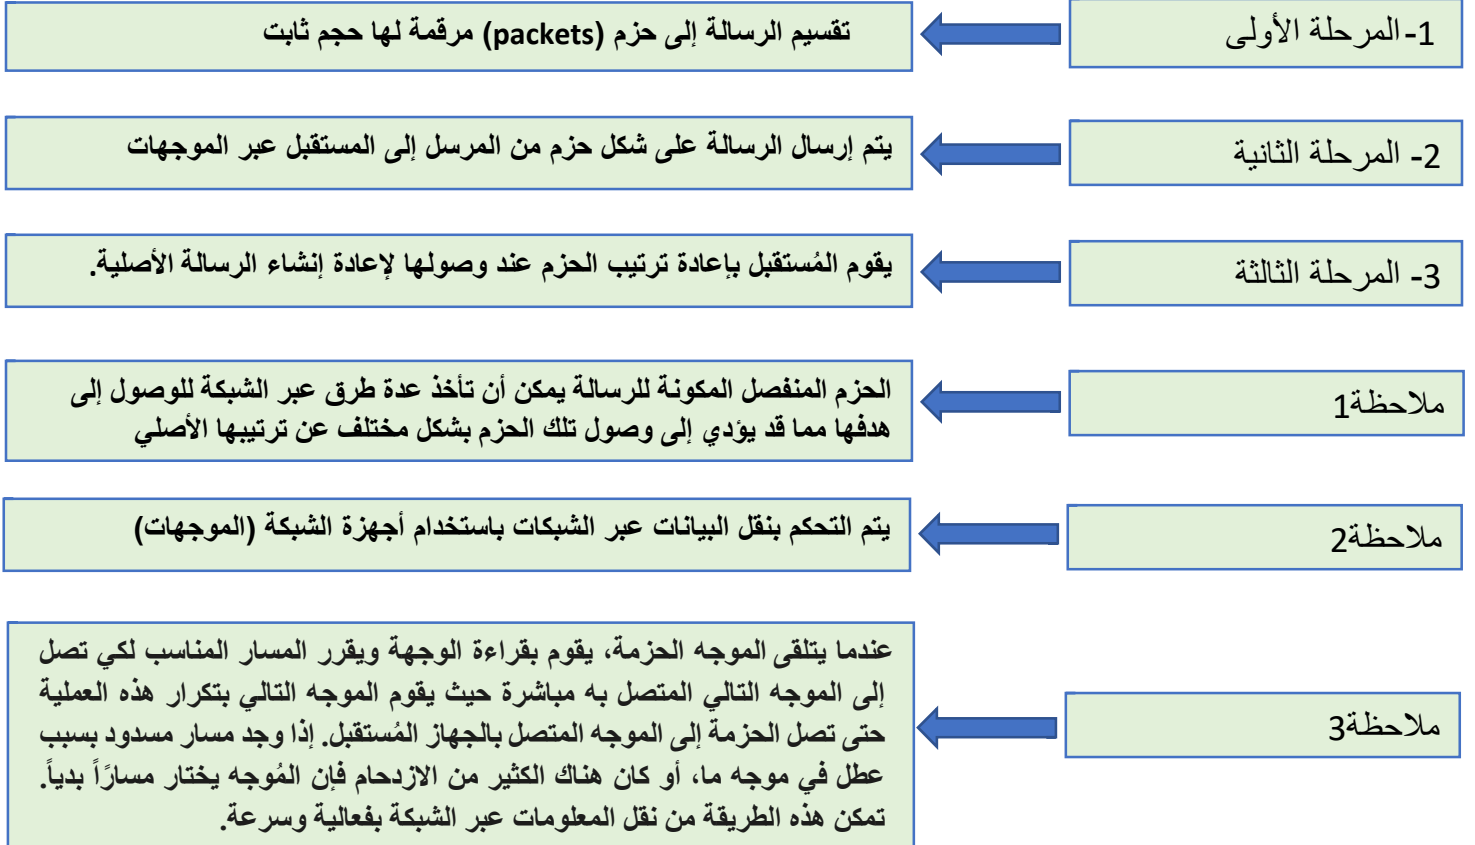 1- المرحلة الأولى
تقسيم الرسالة إلى حزم (packets) مرقمة لها حجم ثابت
2- المرحلة الثانية
يتم إرسال الرسالة على شكل حزم من المرسل إلى المستقبل عبر الموجهات
3- المرحلة الثالثة
يقوم المُستقبل بإعادة ترتيب الحزم عند وصولها لإعادة إنشاء الرسالة الأصلية.
ملاحظة1
الحزم المنفصل المكونة للرسالة يمكن أن تأخذ عدة طرق عبر الشبكة للوصول إلى
هدفها مما قد يؤدي إلى وصول تلك الحزم بشكل مختلف عن ترتيبها الأصلي
ملاحظة2
يتم التحكم بنقل البيانات عبر الشبكات باستخدام أجهزة الشبكة (الموجهات)
ملاحظة3
عندما يتلقى الموجه الحزمة، يقوم بقراءة الوجهة ويقرر المسار المناسب لكي تصل
إلى الموجه التالي المتصل به مباشرة حيث يقوم الموجه التالي بتكرار هذه العملية
حتى تصل الحزمة إلى الموجه المتصل بالجهاز المُستقبل. إذا وجد مسار مسدود بسبب
عطل في موجه ما، أو كان هناك الكثير من الازدحام فإن المُوجه يختار مسارًاً بدياً.
تمكن هذه الطريقة من نقل المعلومات عبر الشبكة بفعالية وسرعة.